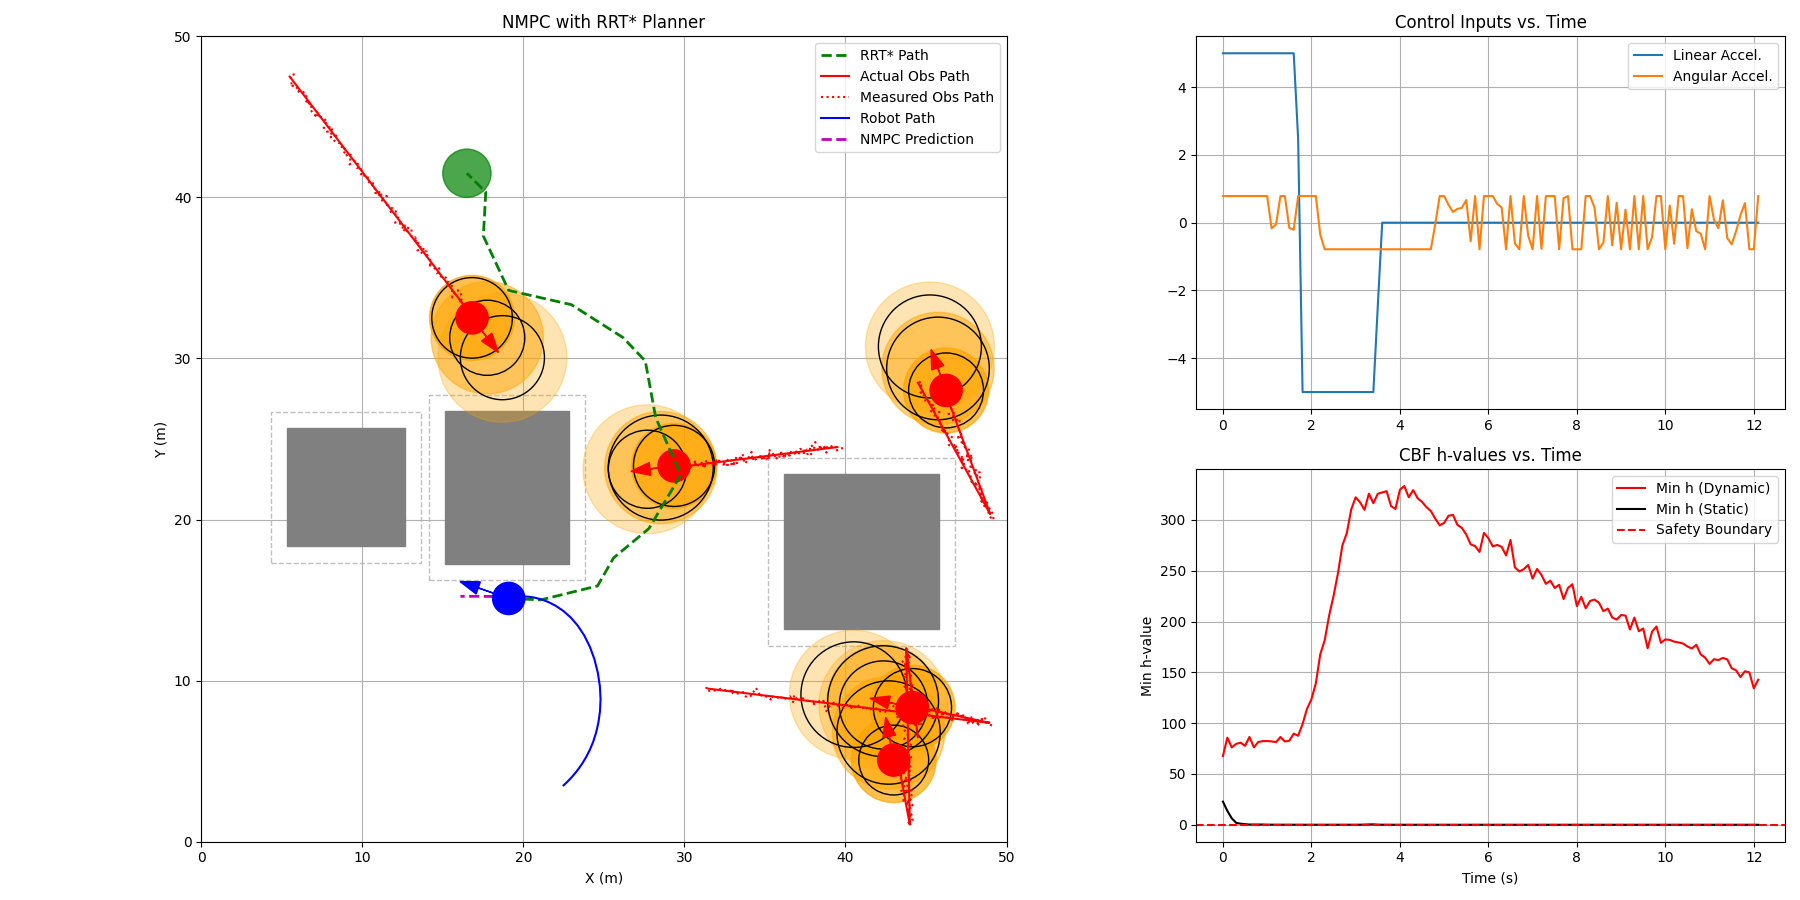 NMPC with RRT* Planner
50
40
30
20
10
0
Y (m)
0 10 20 30 40 50
X (m)
RRT* Path
Actual Obs Path
Measured Obs Path
Robot Path
NMPC Prediction
Control Inputs vs. Time
4
2
0
−2
−4
0 2 4 6 8 10 12
Linear Accel.
Angular Accel.
CBF h-values vs. Time
300
250
200
150
100
50
0
Min h-value
0 2 4 6 8 10 12
Time (s)
Min h (Dynamic)
Min h (Static)
Safety Boundary